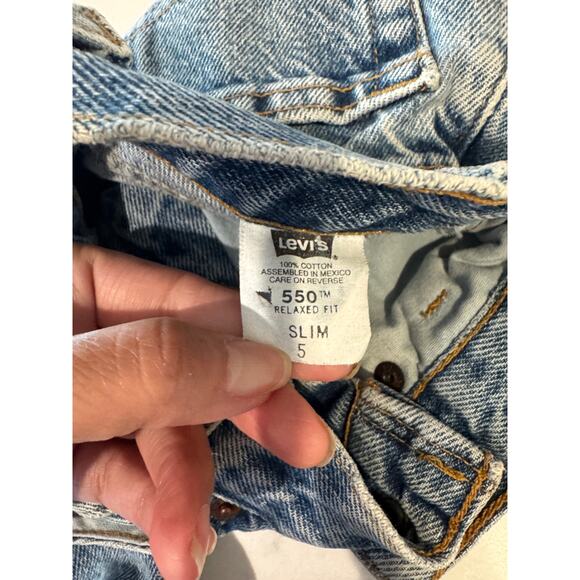 LEVI'S
100% COTTON
ASSEMBLED IN MEXICO
CARE ON REVERSE
550™
RELAXED FIT
SLIM
5